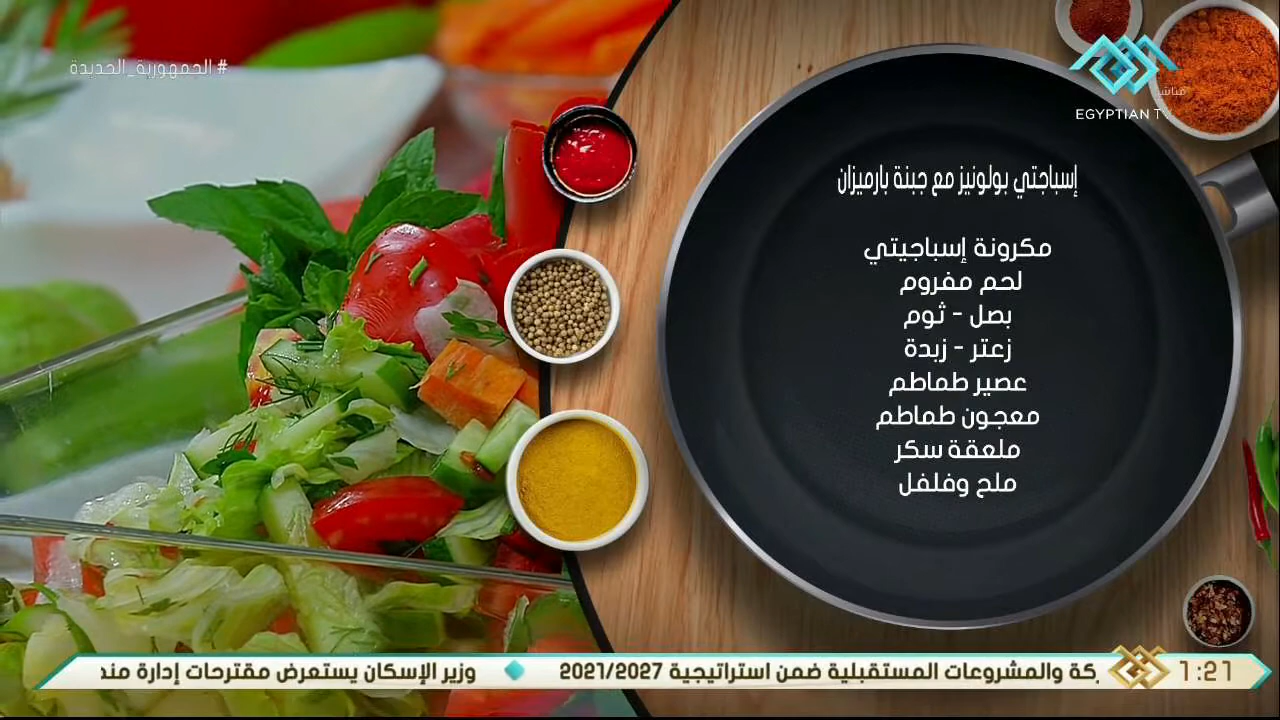 # الجمهورية_الجديدة
مباشر
EGYPTIAN TV
إسباجتي بولونيز مع جبنة بارميزان
مكرونة إسباجيتي
لحم مفروم
بصل - ثوم
زعتر - زبدة
عصير طماطم
معجون طماطم
ملعقة سكر
ملح وفلفل
1:21
كة والمشروعات المستقبلية ضمن استراتيجية 2021/2027
وزير الإسكان يستعرض مقترحات إدارة